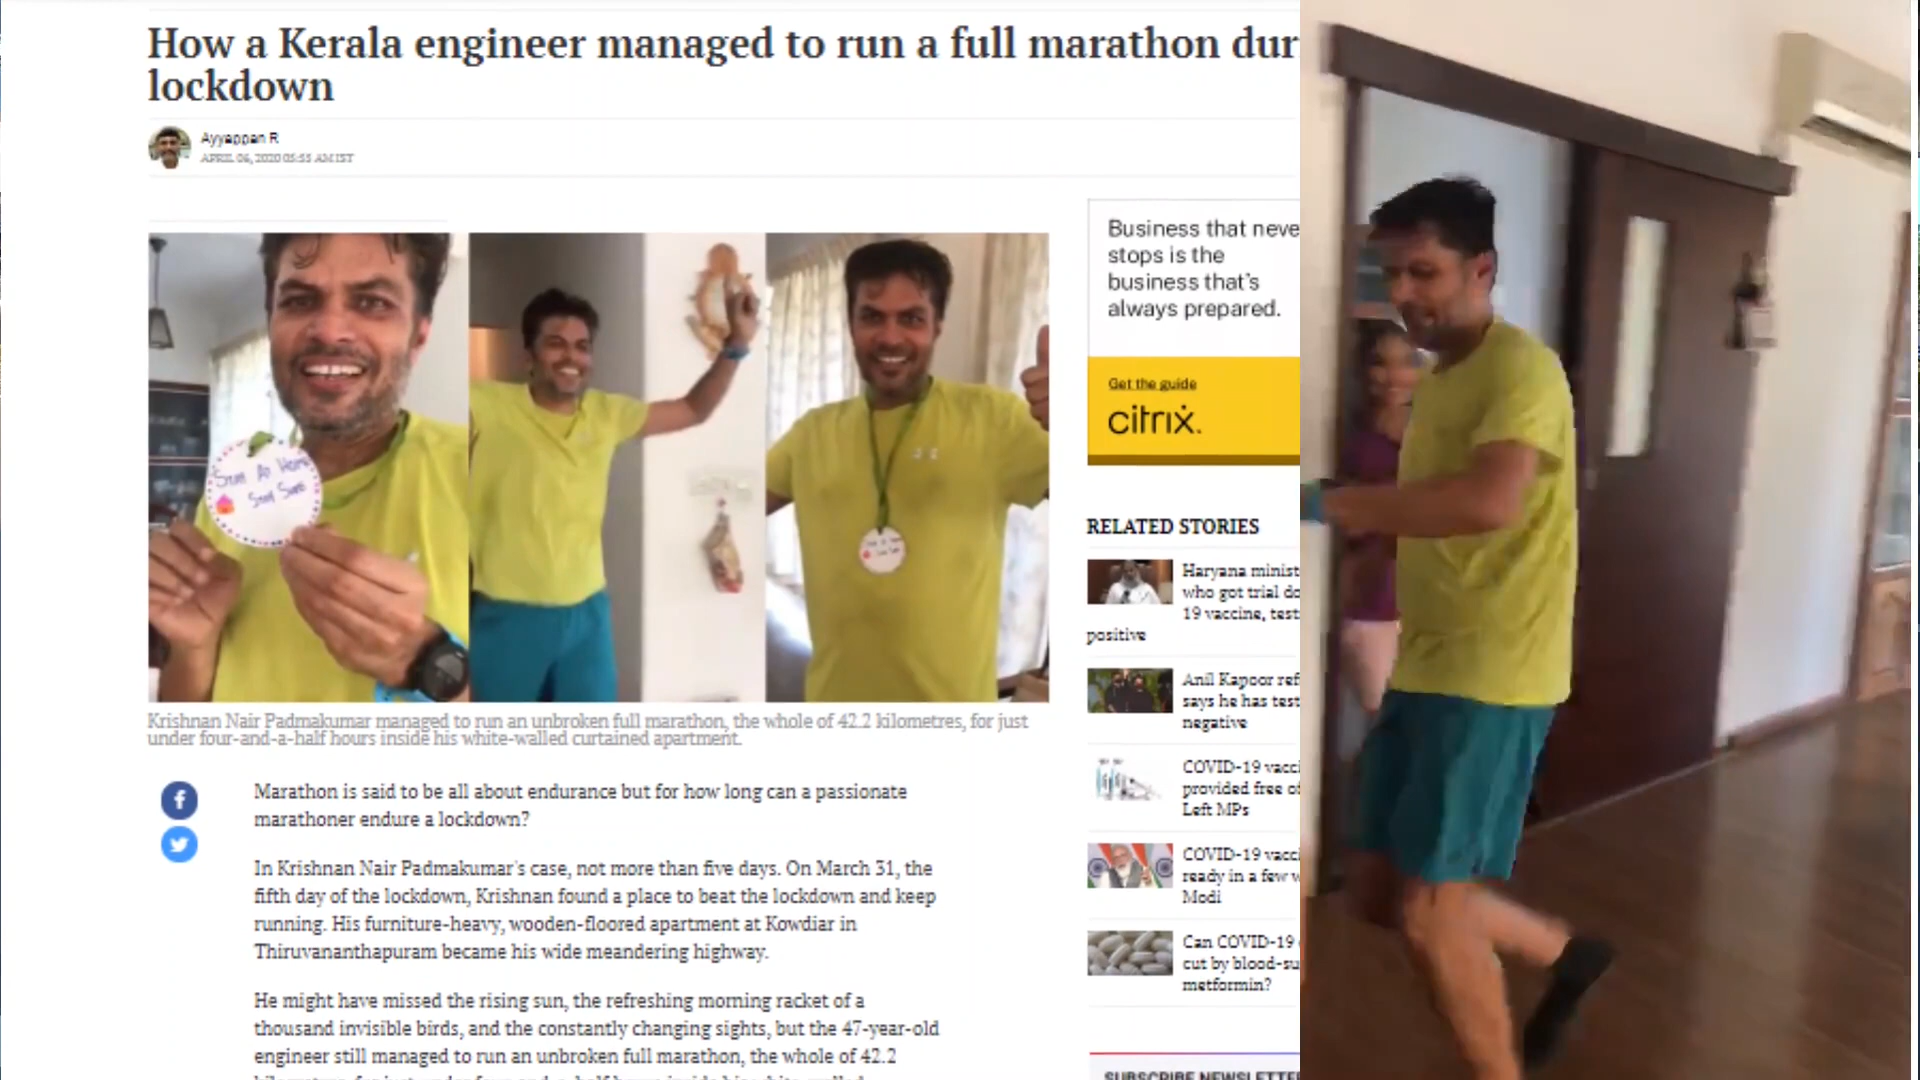 How a Kerala engineer managed to run a full marathon dur
lockdown
Ayyappan R
APRIL 06, 2020 05:55 AM IST
Stay At Home
Stay Safe
Krishnan Nair Padmakumar managed to run an unbroken full marathon, the whole of 42.2 kilometres, for just
under four-and-a-half hours inside his white-walled curtained apartment.
Marathon is said to be all about endurance but for how long can a passionate
marathoner endure a lockdown?
In Krishnan Nair Padmakumar's case, not more than five days. On March 31, the
fifth day of the lockdown, Krishnan found a place to beat the lockdown and keep
running. His furniture-heavy, wooden-floored apartment at Kowdiar in
Thiruvananthapuram became his wide meandering highway.
He might have missed the rising sun, the refreshing morning racket of a
thousand invisible birds, and the constantly changing sights, but the 47-year-old
engineer still managed to run an unbroken full marathon, the whole of 42.2
Business that neve
stops is the
business that's
always prepared.
Get the guide
citrix.
RELATED STORIES
Haryana minist
who got trial do
19 vaccine, test
positive
Anil Kapoor ref
says he has test
negative
COVID-19 vacci
provided free of
Left MPs
COVID-19 vacci
ready in a few w
Modi
Can COVID-19
cut by blood-su
metformin?
SUBSCRIBE NEWSLETTE